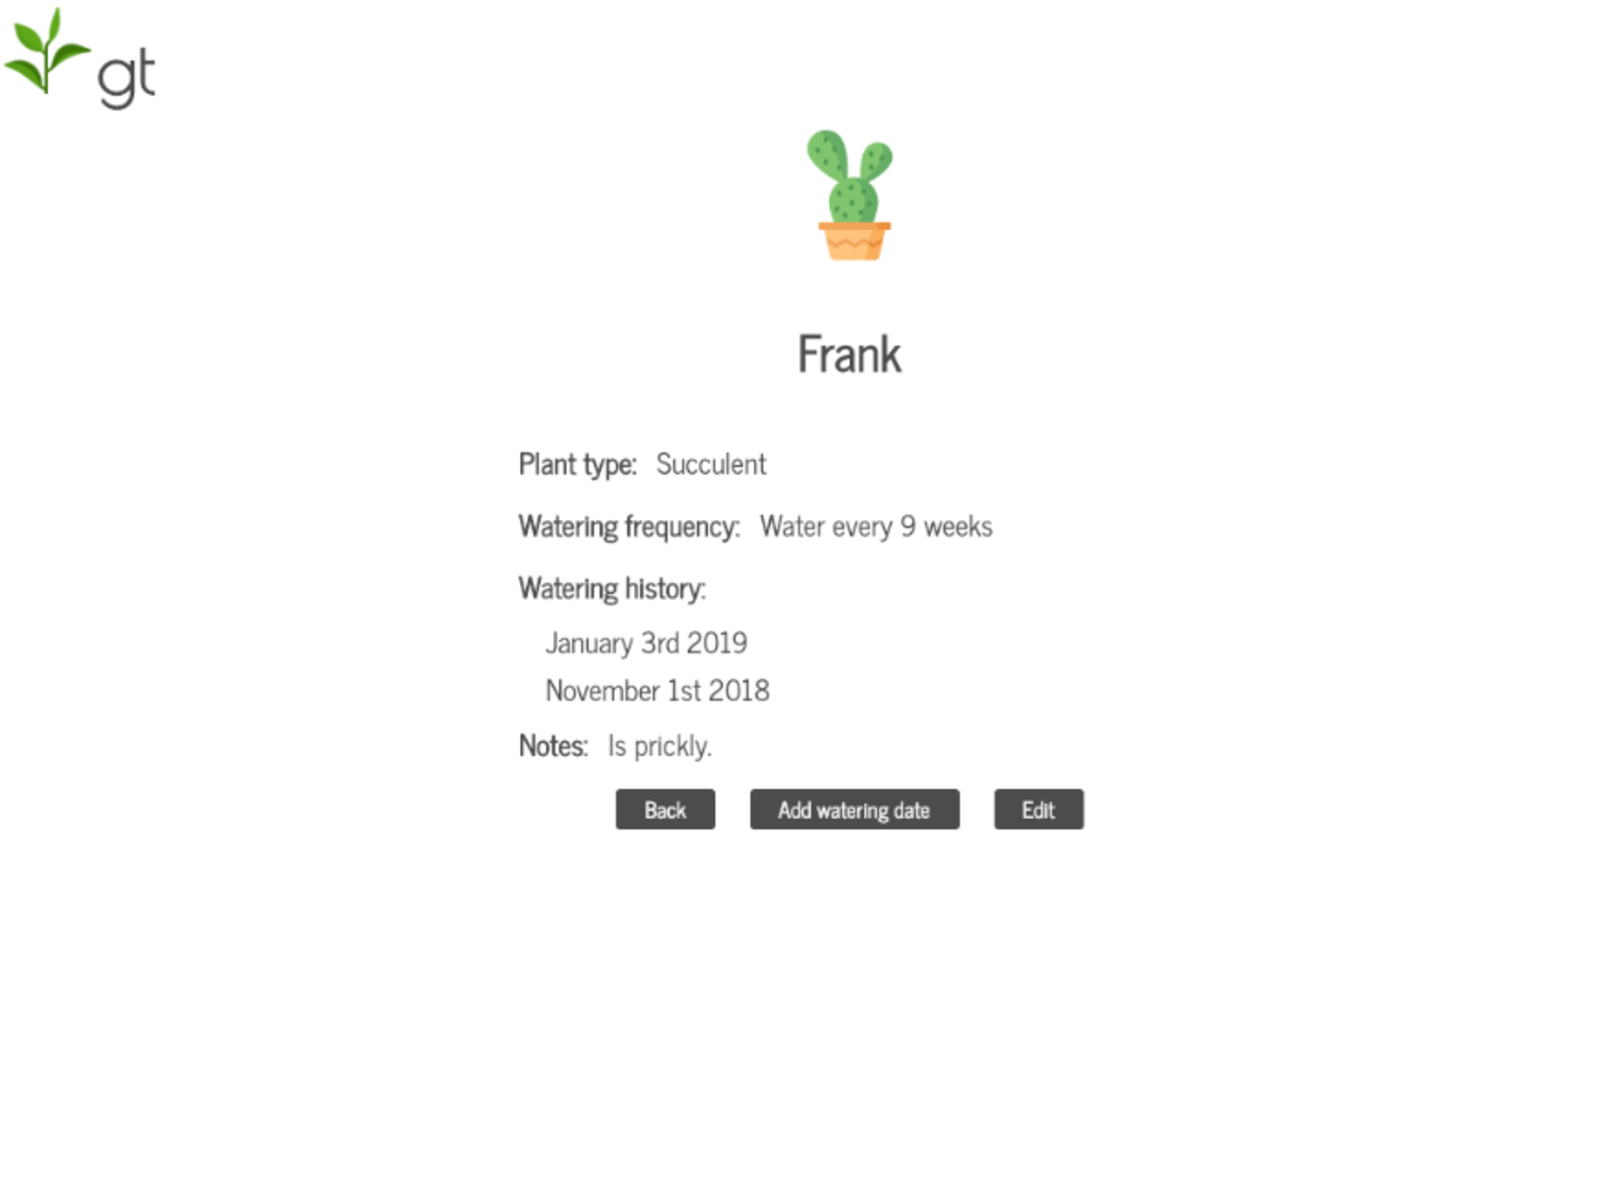 gt
Frank
Plant type: Succulent
Watering frequency: Water every 9 weeks
Watering history:
January 3rd 2019
November 1st 2018
Notes: Is prickly.
Back Add watering date Edit